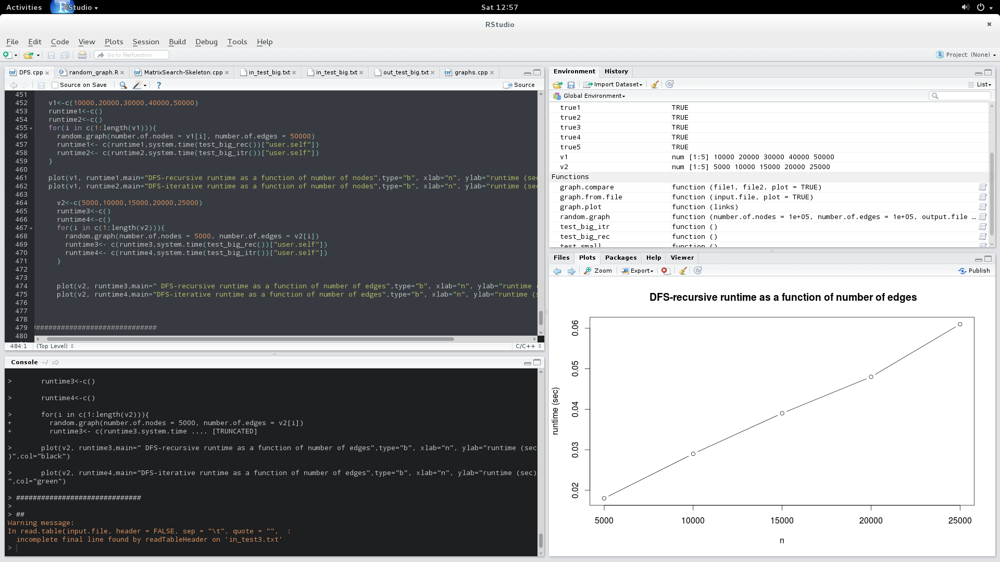 Activities
RStudio
Sat 12:57
RStudio
File Edit Code View Plots Session Build Debug Tools Help
Go to file/function
Project: (None)
DFS.cpp
random_graph.R
MatrixSearch-Skeleton.cpp
in_test_big.txt
in_test_big.txt
out_test_big.txt
graphs.cpp
Source on Save
Source
451
452 v1<-c(10000,20000,30000,40000,50000)
453 runtime1<-c()
454 runtime2<-c()
455 for(i in c(1:length(v1))){
456 random.graph(number.of.nodes = v1[i], number.of.edges = 50000)
457 runtime1<- c(runtime1,system.time(test_big_rec())["user.self"])
458 runtime2<- c(runtime2,system.time(test_big_itr())["user.self"])
459 }
460
461 plot(v1, runtime1,main="DFS-recursive runtime as a function of number of nodes",type="b", xlab="n", ylab="runtime (sec
462 plot(v1, runtime2,main="DFS-iterative runtime as a function of number of nodes",type="b", xlab="n", ylab="runtime (sec
463
464 v2<-c(5000,10000,15000,20000,25000)
465 runtime3<-c()
466 runtime4<-c()
467 for(i in c(1:length(v2))){
468 random.graph(number.of.nodes = 5000, number.of.edges = v2[i])
469 runtime3<- c(runtime3,system.time(test_big_rec())["user.self"])
470 runtime4<- c(runtime4,system.time(test_big_itr())["user.self"])
471 }
472
473
474 plot(v2, runtime3,main=" DFS-recursive runtime as a function of number of edges",type="b", xlab="n", ylab="runtime (
475 plot(v2, runtime4,main="DFS-iterative runtime as a function of number of edges",type="b", xlab="n", ylab="runtime (s
476
477
478
479 #############################
480
484:1 (Top Level) C/C++
Console ~/
> runtime3<-c()
> runtime4<-c()
> for(i in c(1:length(v2))){
+ random.graph(number.of.nodes = 5000, number.of.edges = v2[i])
+ runtime3<- c(runtime3,system.time .... [TRUNCATED]
> plot(v2, runtime3,main=" DFS-recursive runtime as a function of number of edges",type="b", xlab="n", ylab="runtime (sec
)",col="black")
> plot(v2, runtime4,main="DFS-iterative runtime as a function of number of edges",type="b", xlab="n", ylab="runtime (sec)
",col="green")
> ##############################
>
> ##
Warning message:
In read.table(input.file, header = FALSE, sep = "\t", quote = "", :
incomplete final line found by readTableHeader on 'in_test3.txt'
>
Environment History
Import Dataset
List
Global Environment
true1 TRUE
true2 TRUE
true3 TRUE
true4 TRUE
true5 TRUE
v1 num [1:5] 10000 20000 30000 40000 50000
v2 num [1:5] 5000 10000 15000 20000 25000
Functions
graph.compare function (file1, file2, plot = TRUE)
graph.from.file function (input.file, plot = TRUE)
graph.plot function (links)
random.graph function (number.of.nodes = 1e+05, number.of.edges = 1e+05, output.file …
test_big_itr function ()
test_big_rec function ()
test_small function ()
Files Plots Packages Help Viewer
Zoom Export Publish
DFS-recursive runtime as a function of number of edges
runtime (sec)
0.06
0.05
0.04
0.03
0.02
5000 10000 15000 20000 25000
n